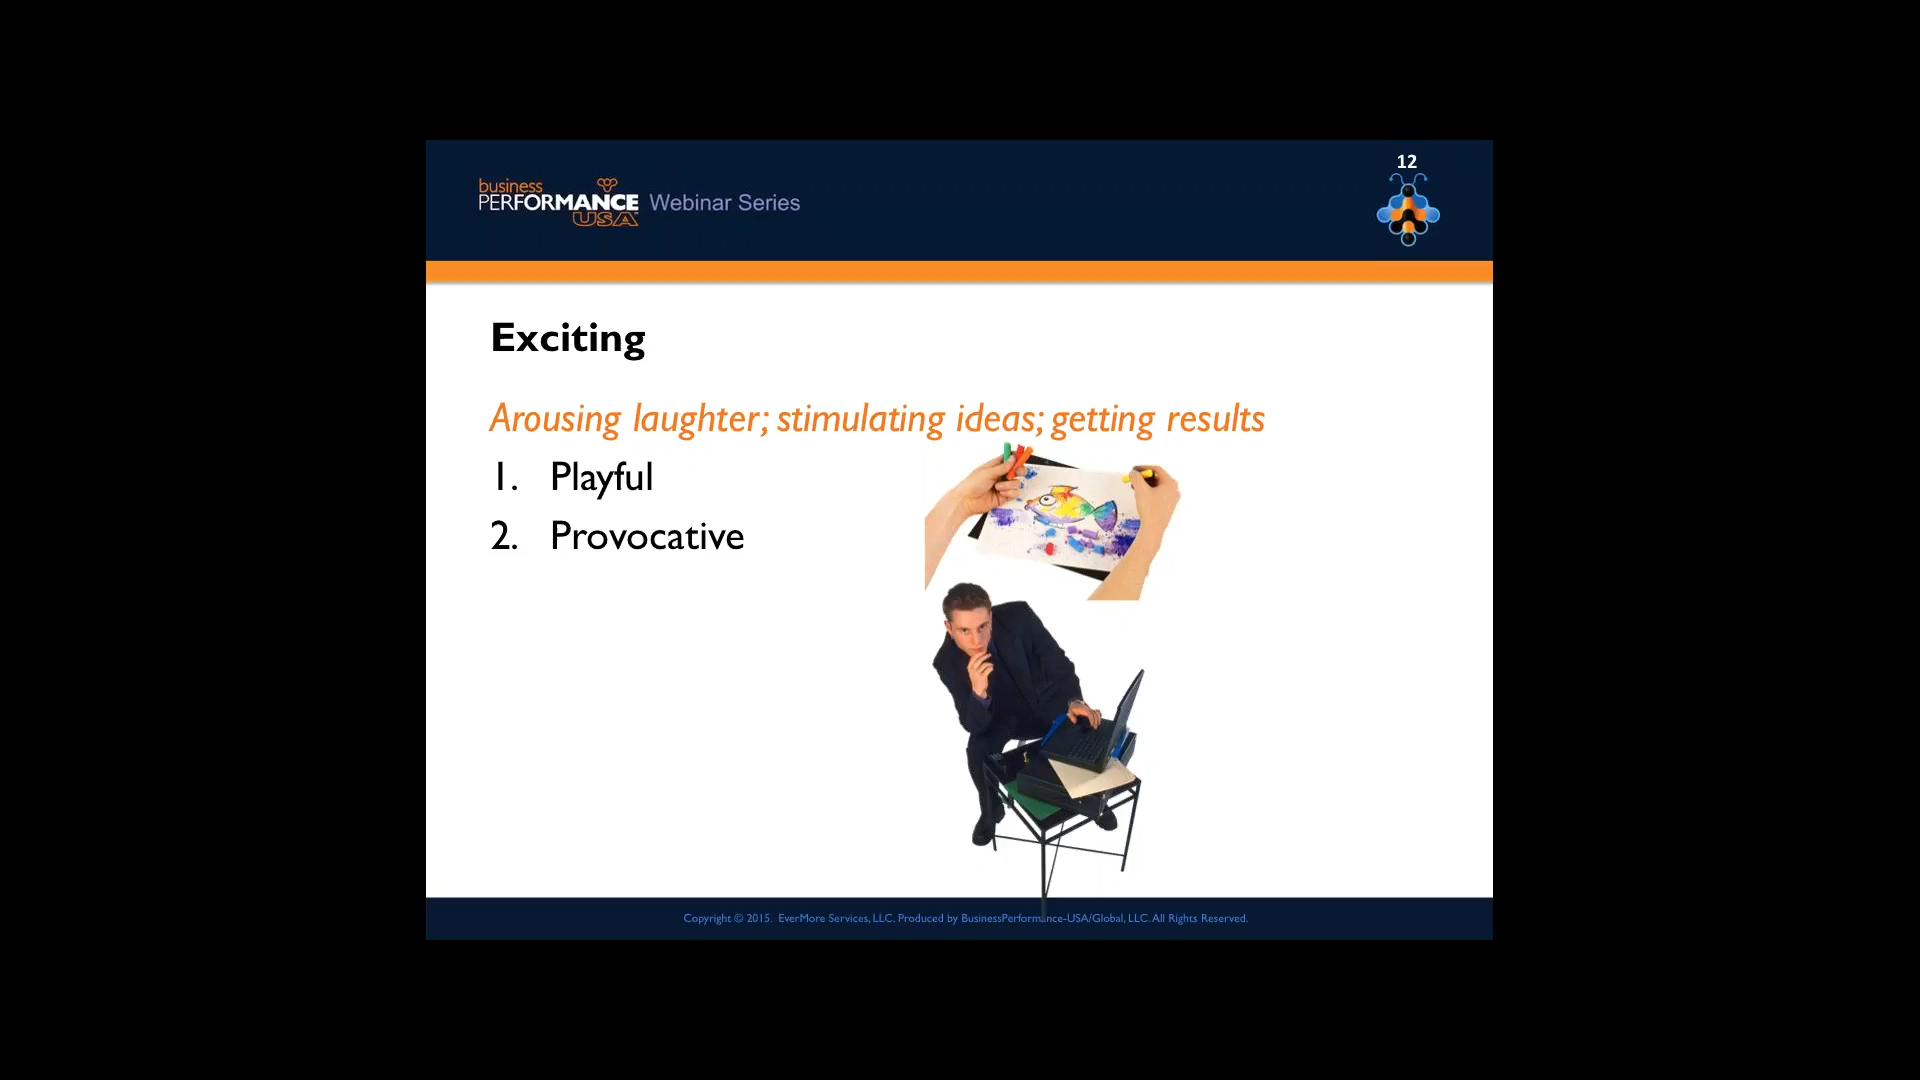 12
business
PERFORMANCE Webinar Series
USA
Exciting
Arousing laughter; stimulating ideas; getting results
1. Playful
2. Provocative
Copyright © 2015. EverMore Services, LLC. Produced by BusinessPerformance-USA/Global, LLC. All Rights Reserved.